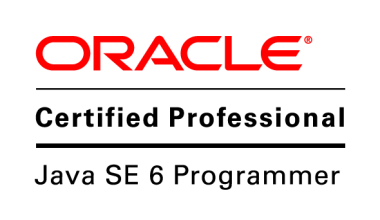 ORACLE®
Certified Professional
Java SE 6 Programmer